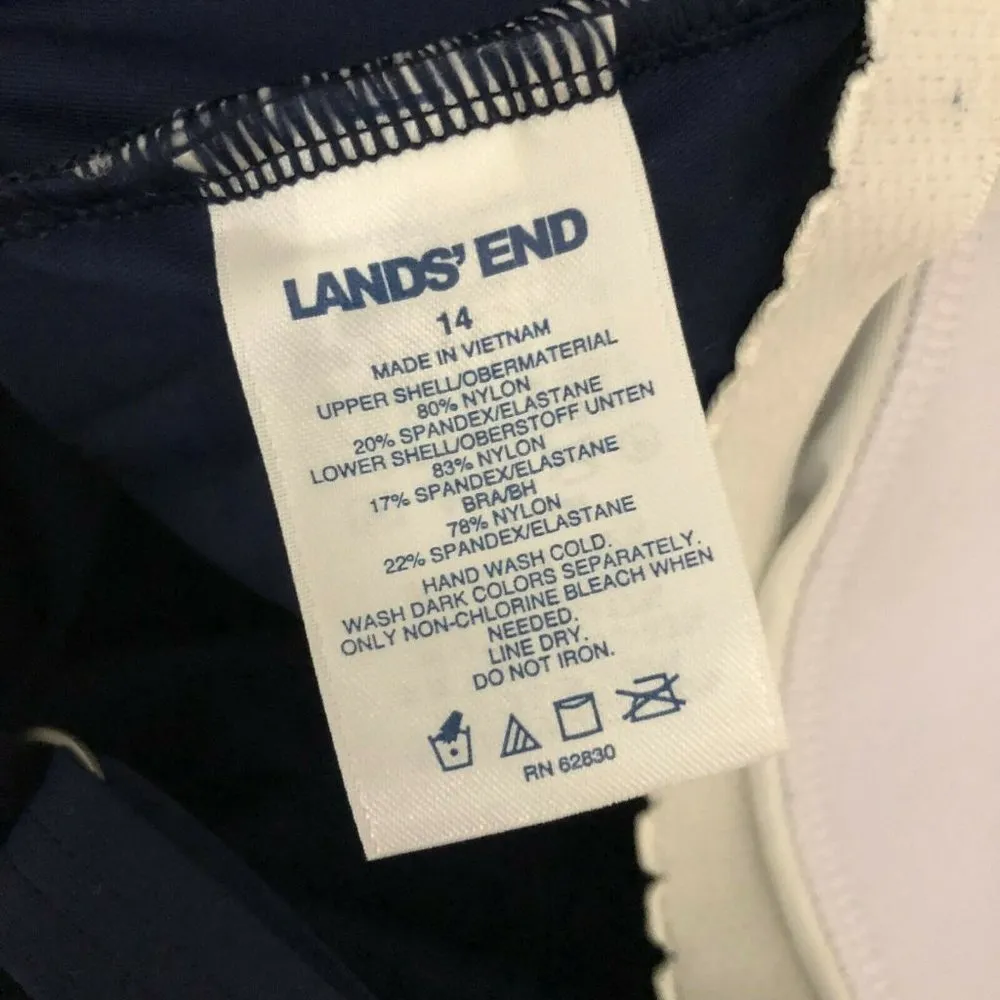 LANDS' END
14
MADE IN VIETNAM
UPPER SHELL/OBERMATERIAL
80% NYLON
20% SPANDEX/ELASTANE
LOWER SHELL/OBERSTOFF UNTEN
83% NYLON
17% SPANDEX/ELASTANE
BRA/BH
78% NYLON
22% SPANDEX/ELASTANE
HAND WASH COLD.
WASH DARK COLORS SEPARATELY.
ONLY NON-CHLORINE BLEACH WHEN
NEEDED.
LINE DRY.
DO NOT IRON.
RN 62830